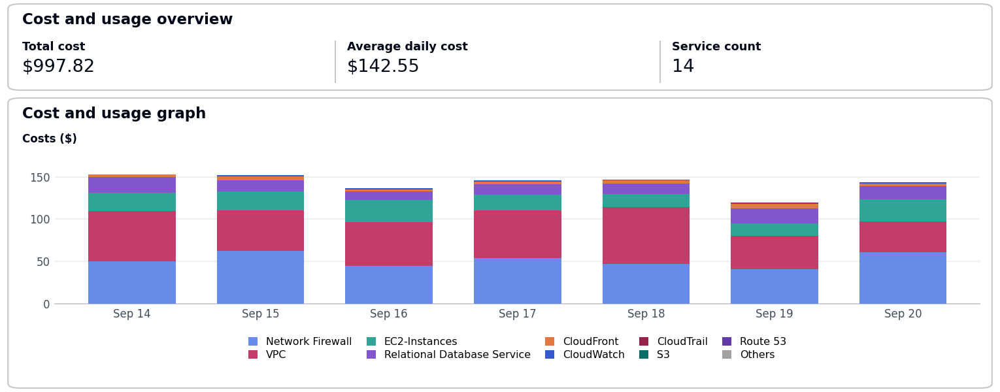 Cost and usage overview
Total cost
$997.82
Average daily cost
$142.55
Service count
14
Cost and usage graph
Costs ($)
150
100
50
0
Sep 14 Sep 15 Sep 16 Sep 17 Sep 18 Sep 19 Sep 20
Network Firewall EC2-Instances CloudFront CloudTrail Route 53
VPC Relational Database Service CloudWatch S3 Others